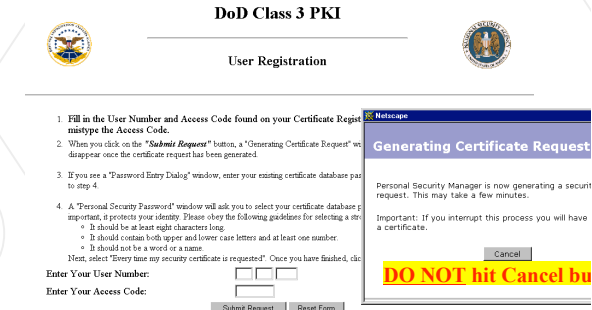 DoD Class 3 PKI
User Registration
1. Fill in the User Number and Access Code found on your Certificate Regist
mistype the Access Code.
2. When you click on the "Submit Request" button, a "Generating Certificate Request" wi
disappear once the certificate request has been generated.
3. If you see a "Password Entry Dialog" window, enter your existing certificate database pas
to step 4.
4. A "Personal Security Password" window will ask you to select your certificate database p
important, it protects your identity. Please obey the following guidelines for selecting a stro
It should be at least eight characters long.
It should contain both upper and lower case letters and at least one number.
It should not be a word or a name.
Next, select "Every time my security certificate is requested". Once you have finished, clic
Enter Your User Number:
Enter Your Access Code:
Submit Request Reset Form
Netscape
Generating Certificate Request
Personal Security Manager is now generating a securit
request. This may take a few minutes.
Important: If you interrupt this process you will have
a certificate.
Cancel
DO NOT hit Cancel bu